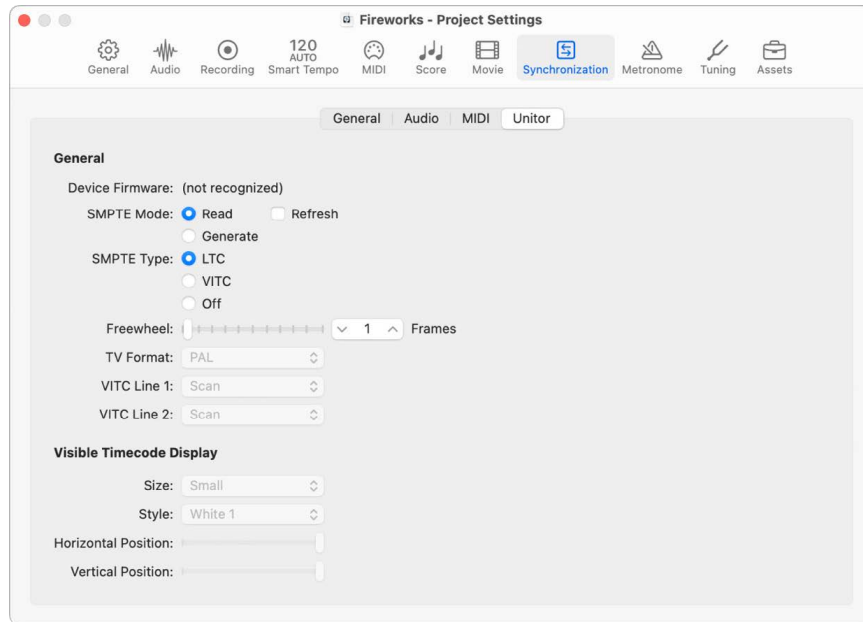 Fireworks - Project Settings
120
AUTO
General Audio Recording Smart Tempo MIDI Score Movie Synchronization Metronome Tuning Assets
General Audio MIDI Unitor
General
Device Firmware: (not recognized)
SMPTE Mode: Read Refresh
Generate
SMPTE Type: LTC
VITC
Off
Freewheel: 1 Frames
TV Format: PAL
VITC Line 1: Scan
VITC Line 2: Scan
Visible Timecode Display
Size: Small
Style: White 1
Horizontal Position:
Vertical Position: